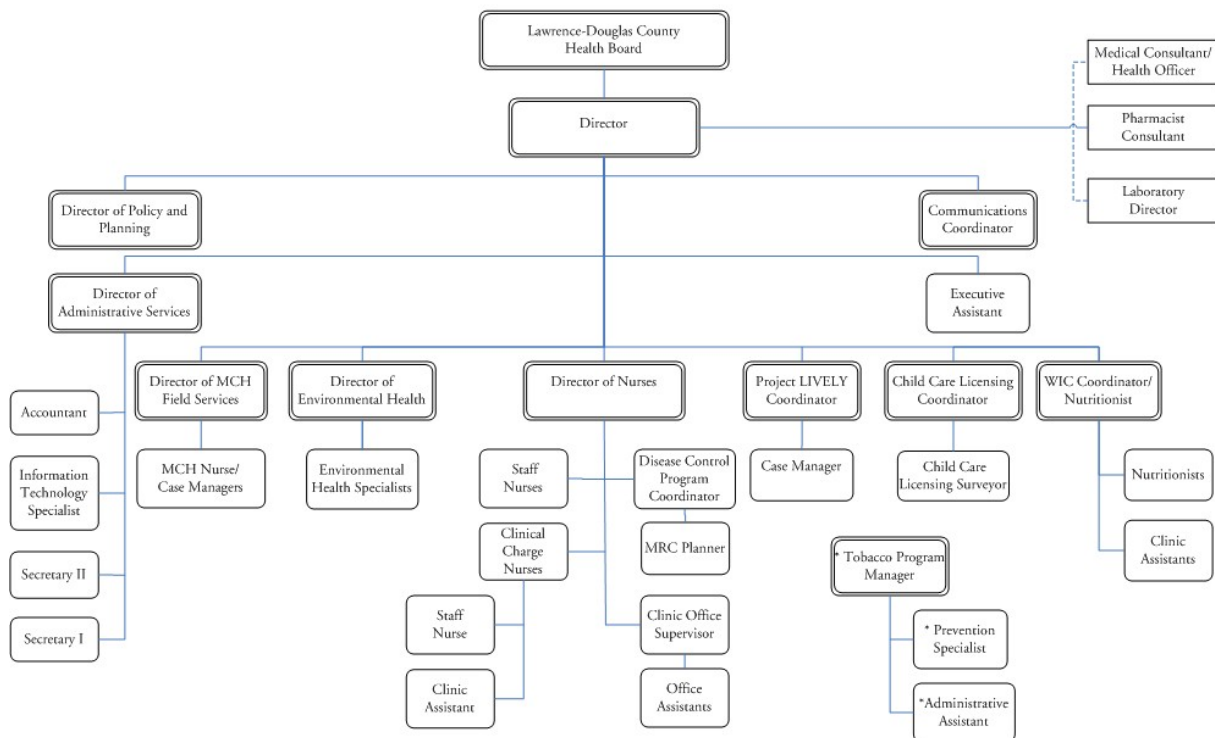 Lawrence-Douglas County
Health Board
Medical Consultant/
Health Officer
Director
Pharmacist
Consultant
Laboratory
Director
Director of Policy and
Planning
Communications
Coordinator
Director of
Administrative Services
Executive
Assistant
Director of MCH
Field Services
Director of
Environmental Health
Director of Nurses
Project LIVELY
Coordinator
Child Care Licensing
Coordinator
WIC Coordinator/
Nutritionist
Accountant
Information
Technology
Specialist
Secretary II
Secretary I
MCH Nurse/
Case Managers
Environmental
Health Specialists
Staff
Nurses
Disease Control
Program
Coordinator
Case Manager
Child Care
Licensing Surveyor
Nutritionists
Clinical
Charge
Nurses
MRC Planner
* Tobacco Program
Manager
Clinic
Assistants
Staff
Nurse
Clinic Office
Supervisor
* Prevention
Specialist
Clinic
Assistant
Office
Assistants
*Administrative
Assistant